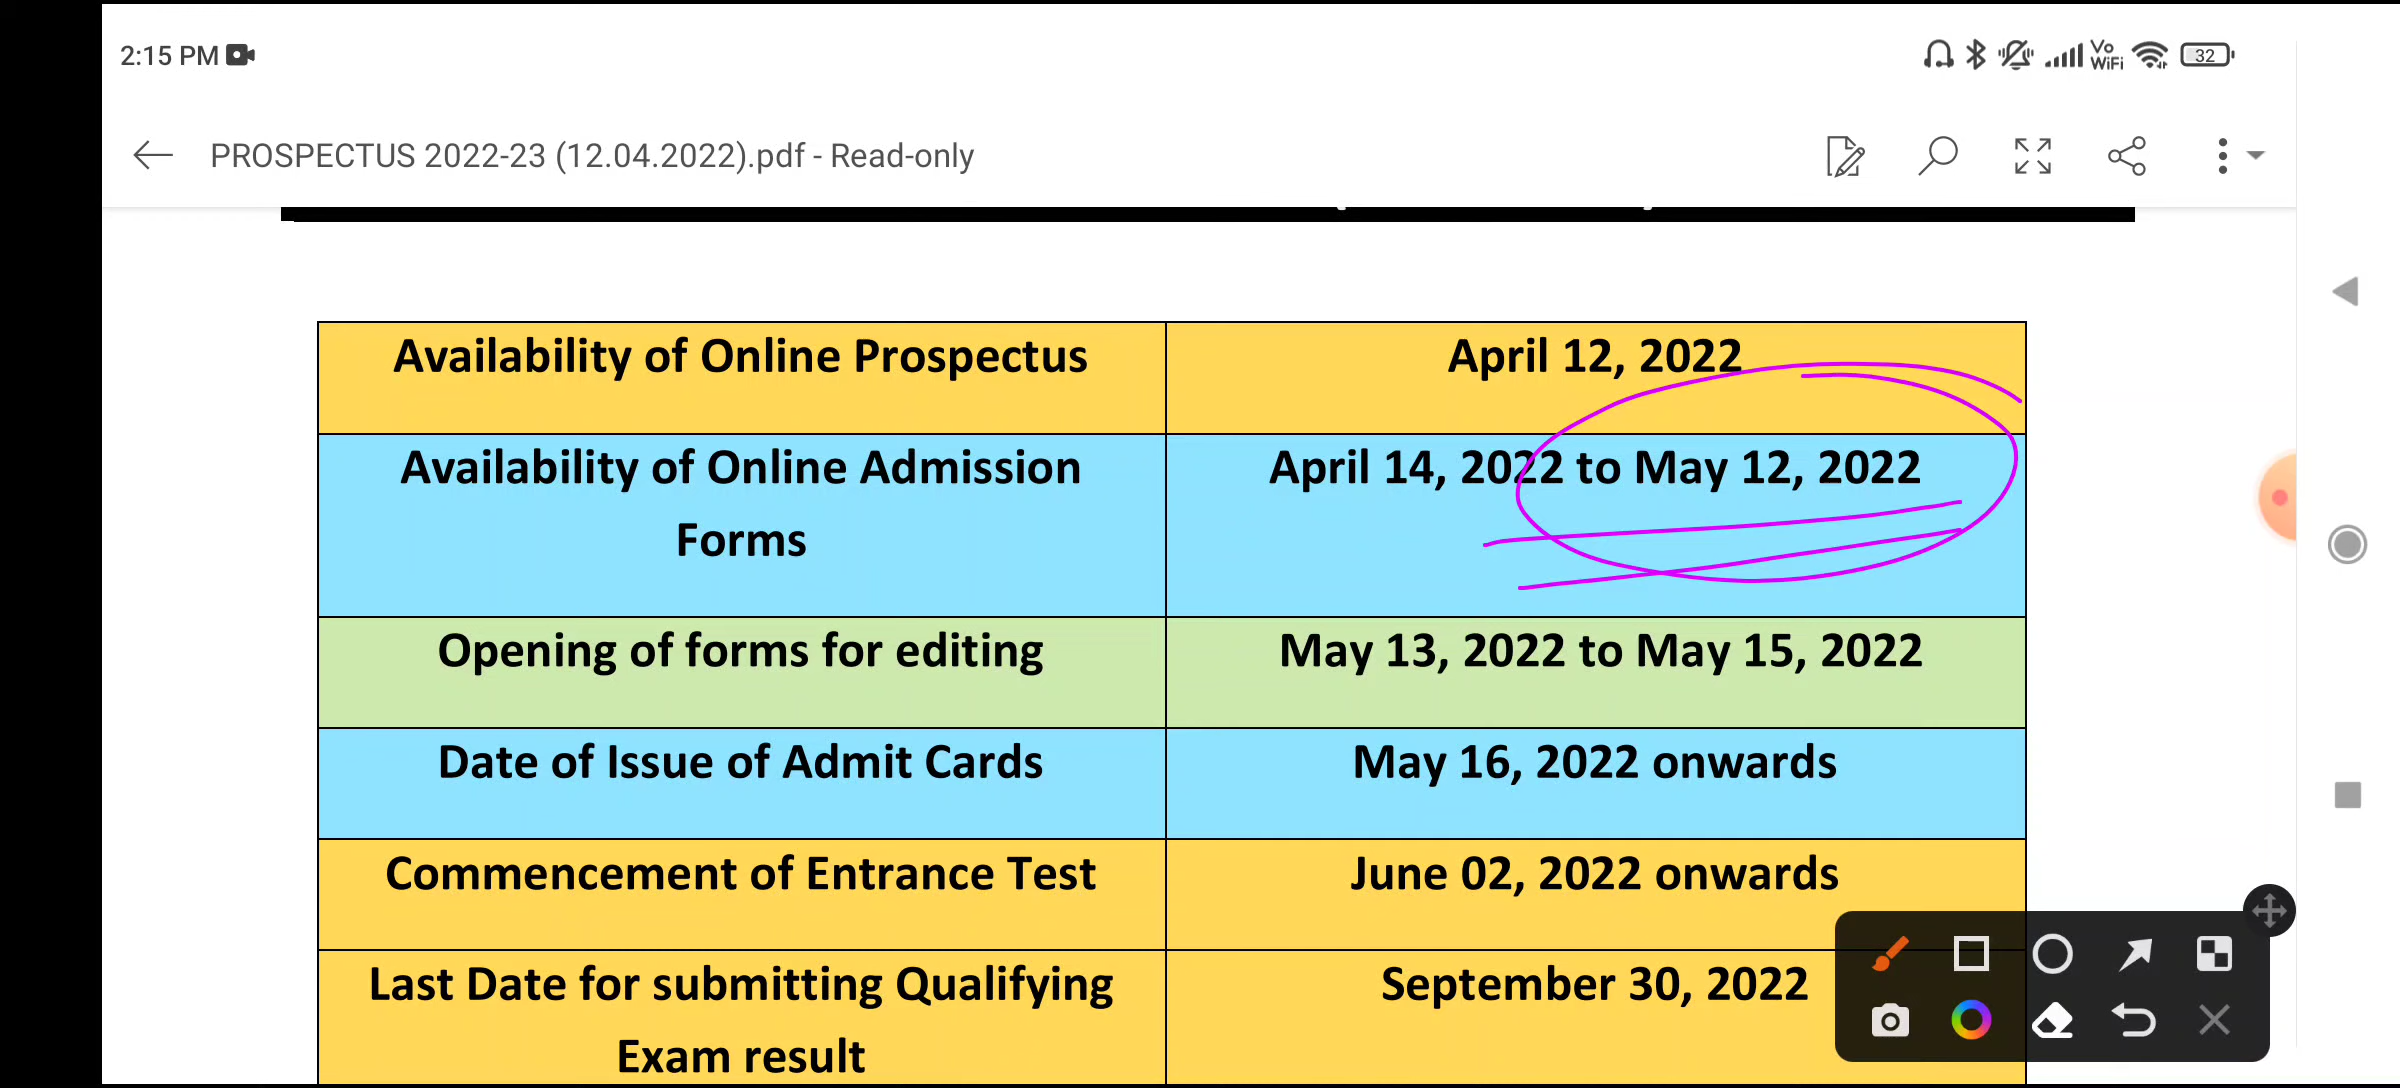 2:15 PM
Vo
WiFi
32
PROSPECTUS 2022-23 (12.04.2022).pdf - Read-only
Availability of Online Prospectus
April 12, 2022
Availability of Online Admission
Forms
April 14, 2022 to May 12, 2022
Opening of forms for editing
May 13, 2022 to May 15, 2022
Date of Issue of Admit Cards
May 16, 2022 onwards
Commencement of Entrance Test
June 02, 2022 onwards
Last Date for submitting Qualifying
Exam result
September 30, 2022